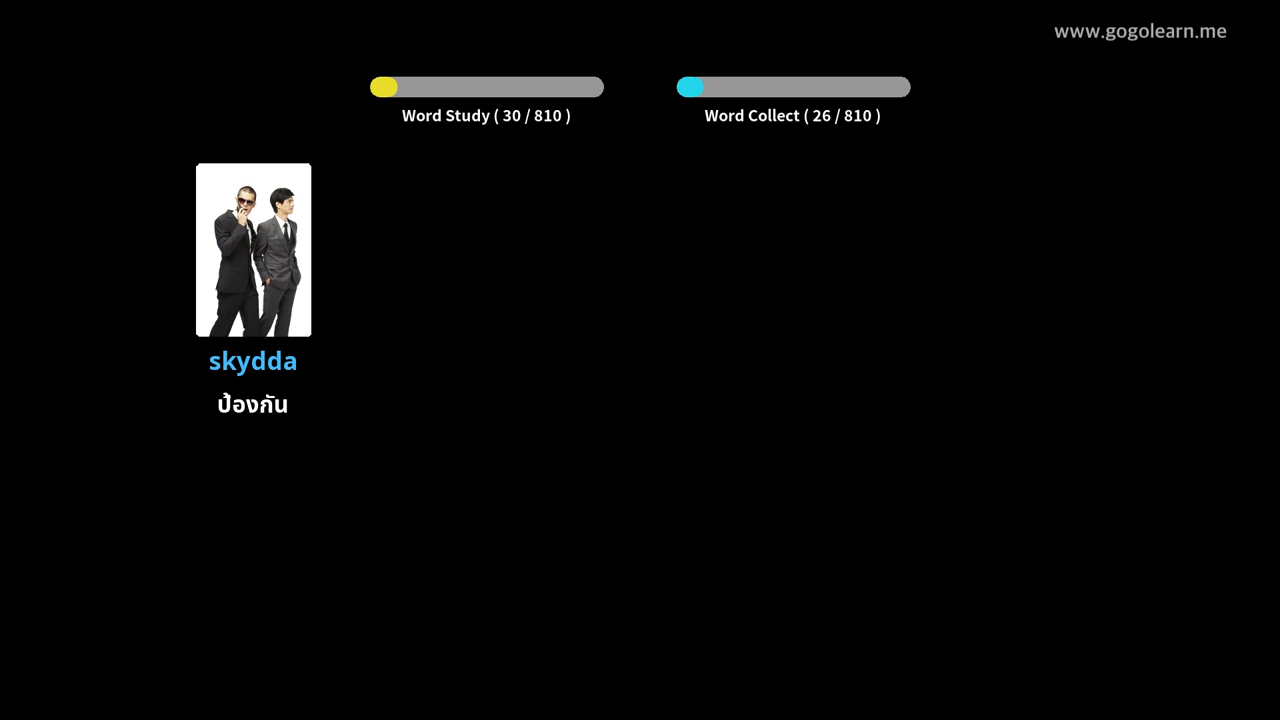 www.gogolearn.me
Word Study ( 30 / 810 )
Word Collect ( 26 / 810 )
skydda
ป้องกัน